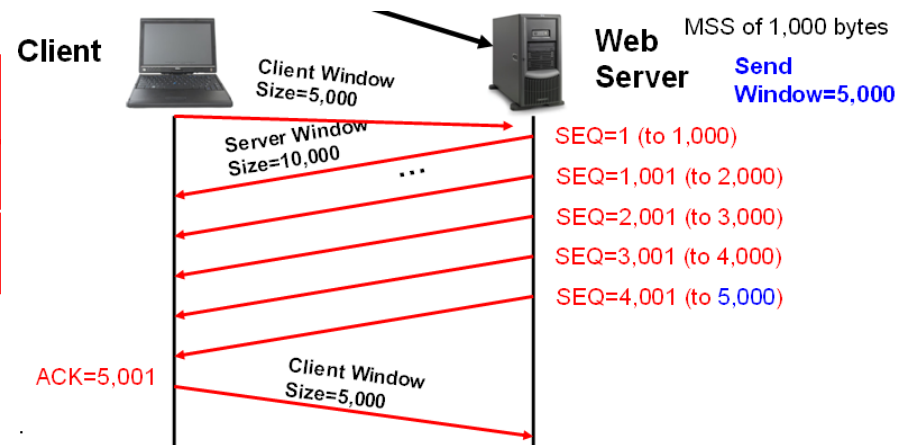 Client
Web
Server
MSS of 1,000 bytes
Send
Window=5,000
Client Window
Size=5,000
Server Window
Size=10,000
...
SEQ=1 (to 1,000)
SEQ=1,001 (to 2,000)
SEQ=2,001 (to 3,000)
SEQ=3,001 (to 4,000)
SEQ=4,001 (to 5,000)
ACK=5,001
Client Window
Size=5,000
.